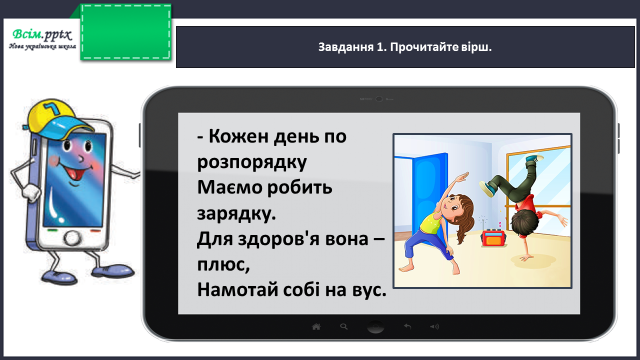 Всім.pptx
Нова українська школа
Завдання 1. Прочитайте вірш.
- Кожен день по
розпорядку
Маємо робить
зарядку.
Для здоров'я вона –
плюс,
Намотай собі на вус.